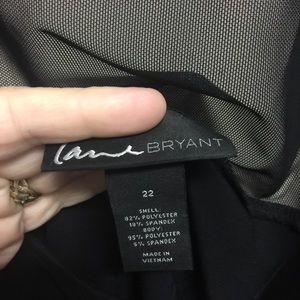 Lane BRYANT
22
SHELL:
82% POLYESTER
18% SPANDEX
BODY:
95% POLYESTER
5% SPANDEX
MADE IN
VIETNAM